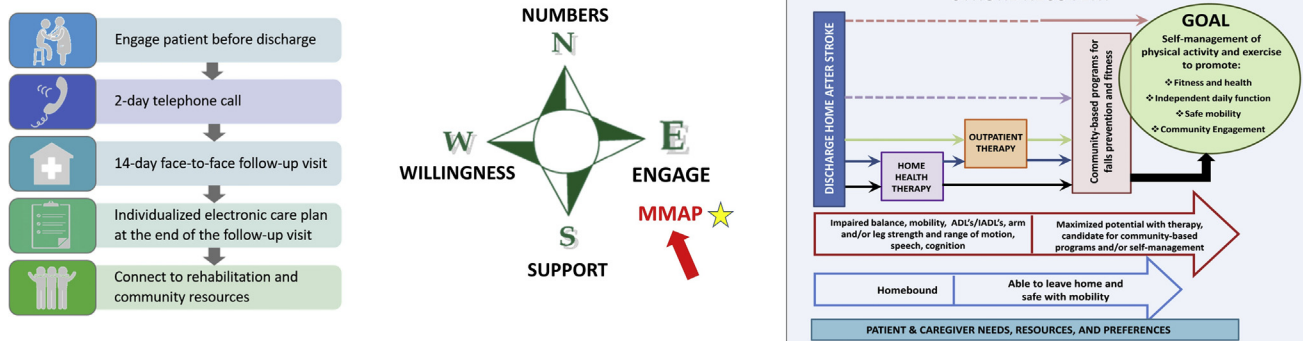 Engage patient before discharge
2-day telephone call
14-day face-to-face follow-up visit
Individualized electronic care plan
at the end of the follow-up visit
Connect to rehabilitation and
community resources
NUMBERS
N
W
E
WILLINGNESS
ENGAGE
MMAP
S
SUPPORT
DISCHARGE HOME AFTER STROKE
HOME
HEALTH
THERAPY
OUTPATIENT
THERAPY
Community-based programs for
falls prevention and fitness
GOAL
Self-management of
physical activity and exercise
to promote:
❖Fitness and health
❖Independent daily function
❖Safe mobility
❖Community Engagement
Impaired balance, mobility, ADL's/IADL's, arm
and/or leg strength and range of motion,
speech, cognition
Maximized potential with therapy,
candidate for community-based
programs and/or self-management
Homebound
Able to leave home and
safe with mobility
PATIENT & CAREGIVER NEEDS, RESOURCES, AND PREFERENCES